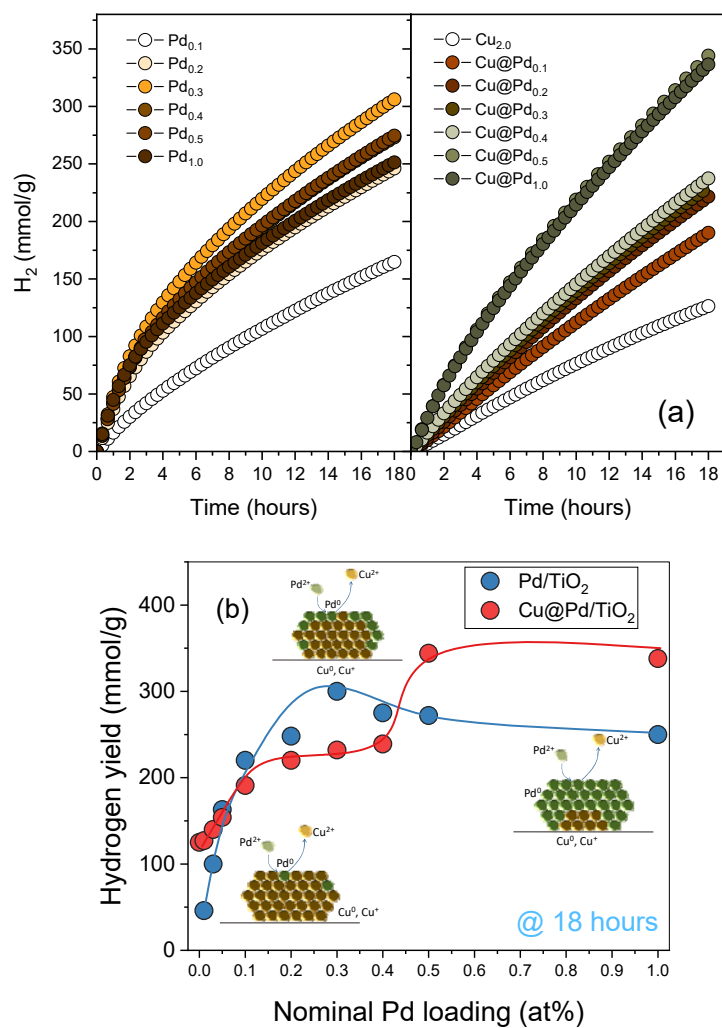 (a)
350
300
250
200
150
100
50
0
H₂ (mmol/g)
Pd₀.₁
Pd₀.₂
Pd₀.₃
Pd₀.₄
Pd₀.₅
Pd₁.₀
0 2 4 6 8 10 12 14 16 18
Time (hours)
Cu₂.₀
Cu@Pd₀.₁
Cu@Pd₀.₂
Cu@Pd₀.₃
Cu@Pd₀.₄
Cu@Pd₀.₅
Cu@Pd₁.₀
2 4 6 8 10 12 14 16 18
Time (hours)
(b)
400
300
200
100
0
Hydrogen yield (mmol/g)
Pd/TiO₂
Cu@Pd/TiO₂
Pd²⁺
Cu²⁺
Pd⁰
Cu⁰, Cu⁺
Pd²⁺
Cu²⁺
Pd⁰
Cu⁰, Cu⁺
Pd²⁺
Cu²⁺
Pd⁰
Cu⁰, Cu⁺
@ 18 hours
0.0 0.1 0.2 0.3 0.4 0.5 0.6 0.7 0.8 0.9 1.0
Nominal Pd loading (at%)